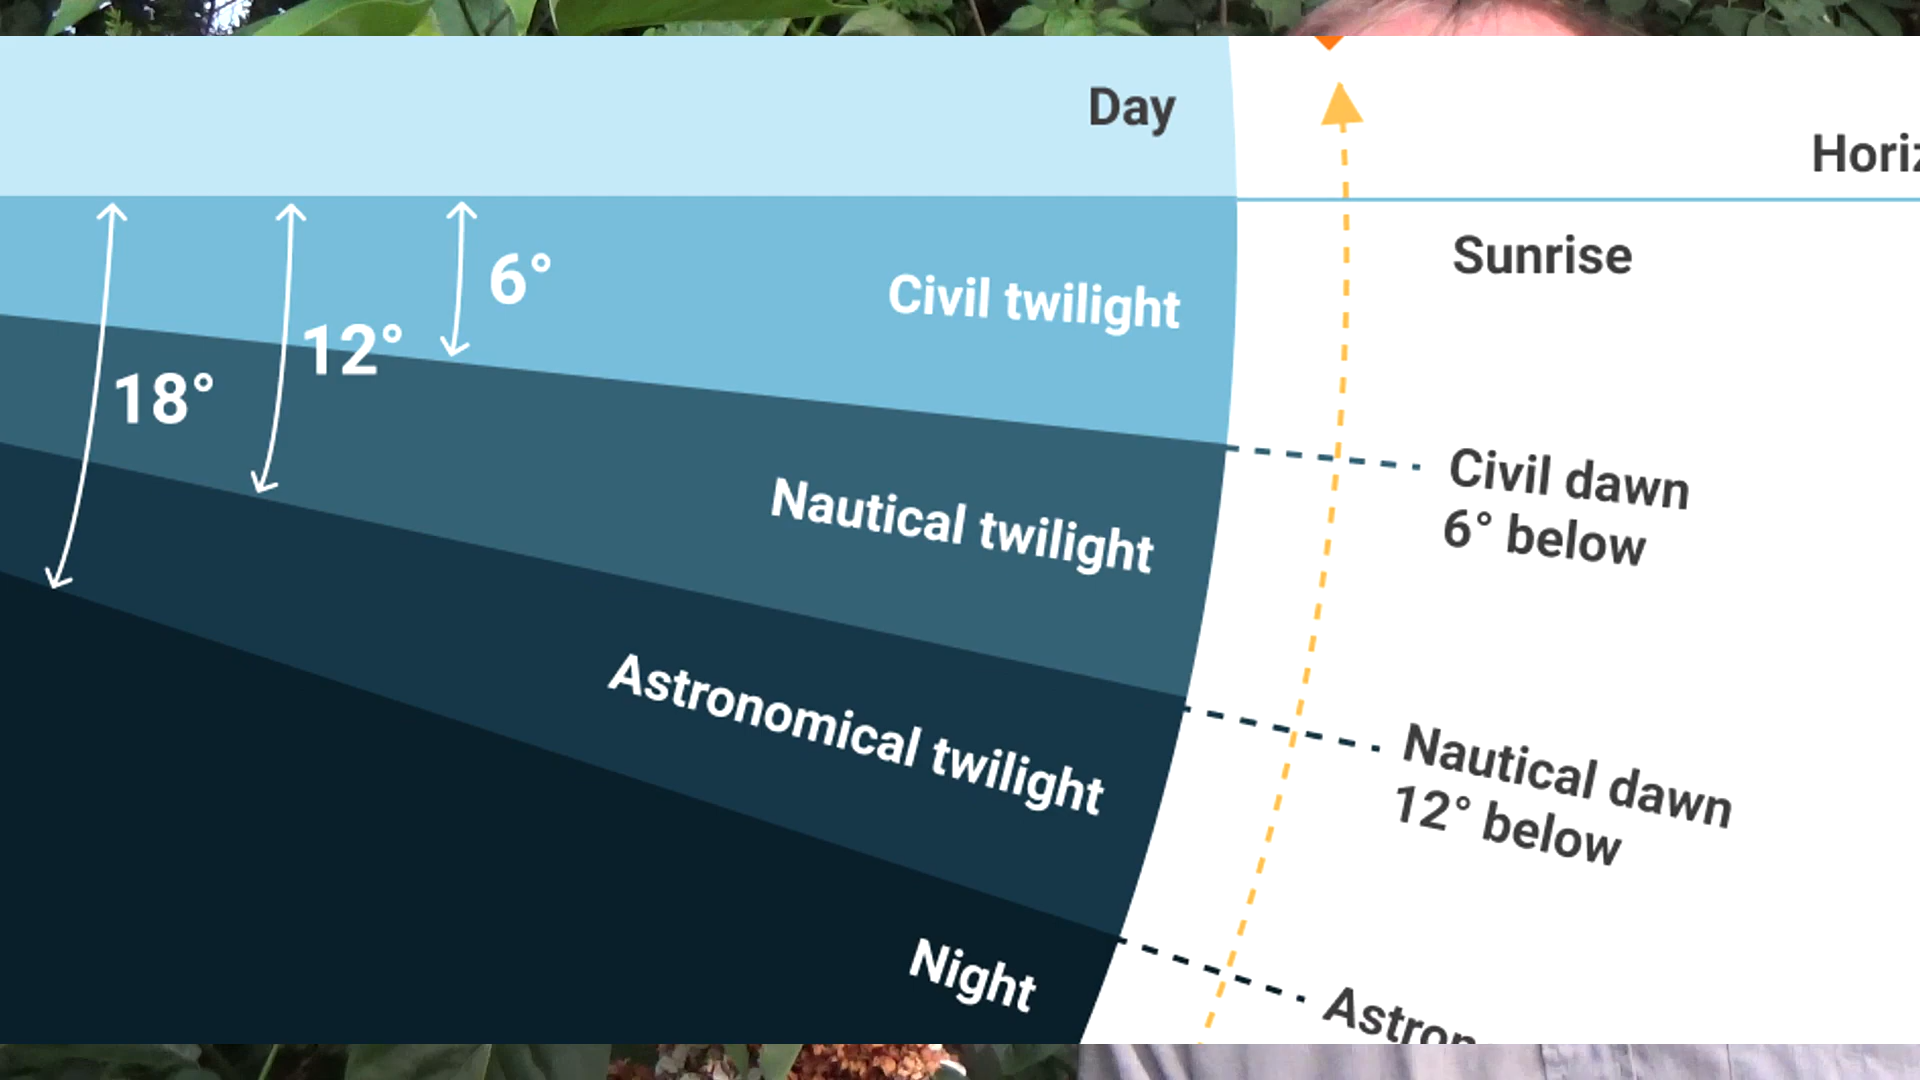 Day
Sunrise
6°
Civil twilight
12°
18°
Civil dawn
6° below
Nautical twilight
Nautical dawn
12° below
Astronomical twilight
Night